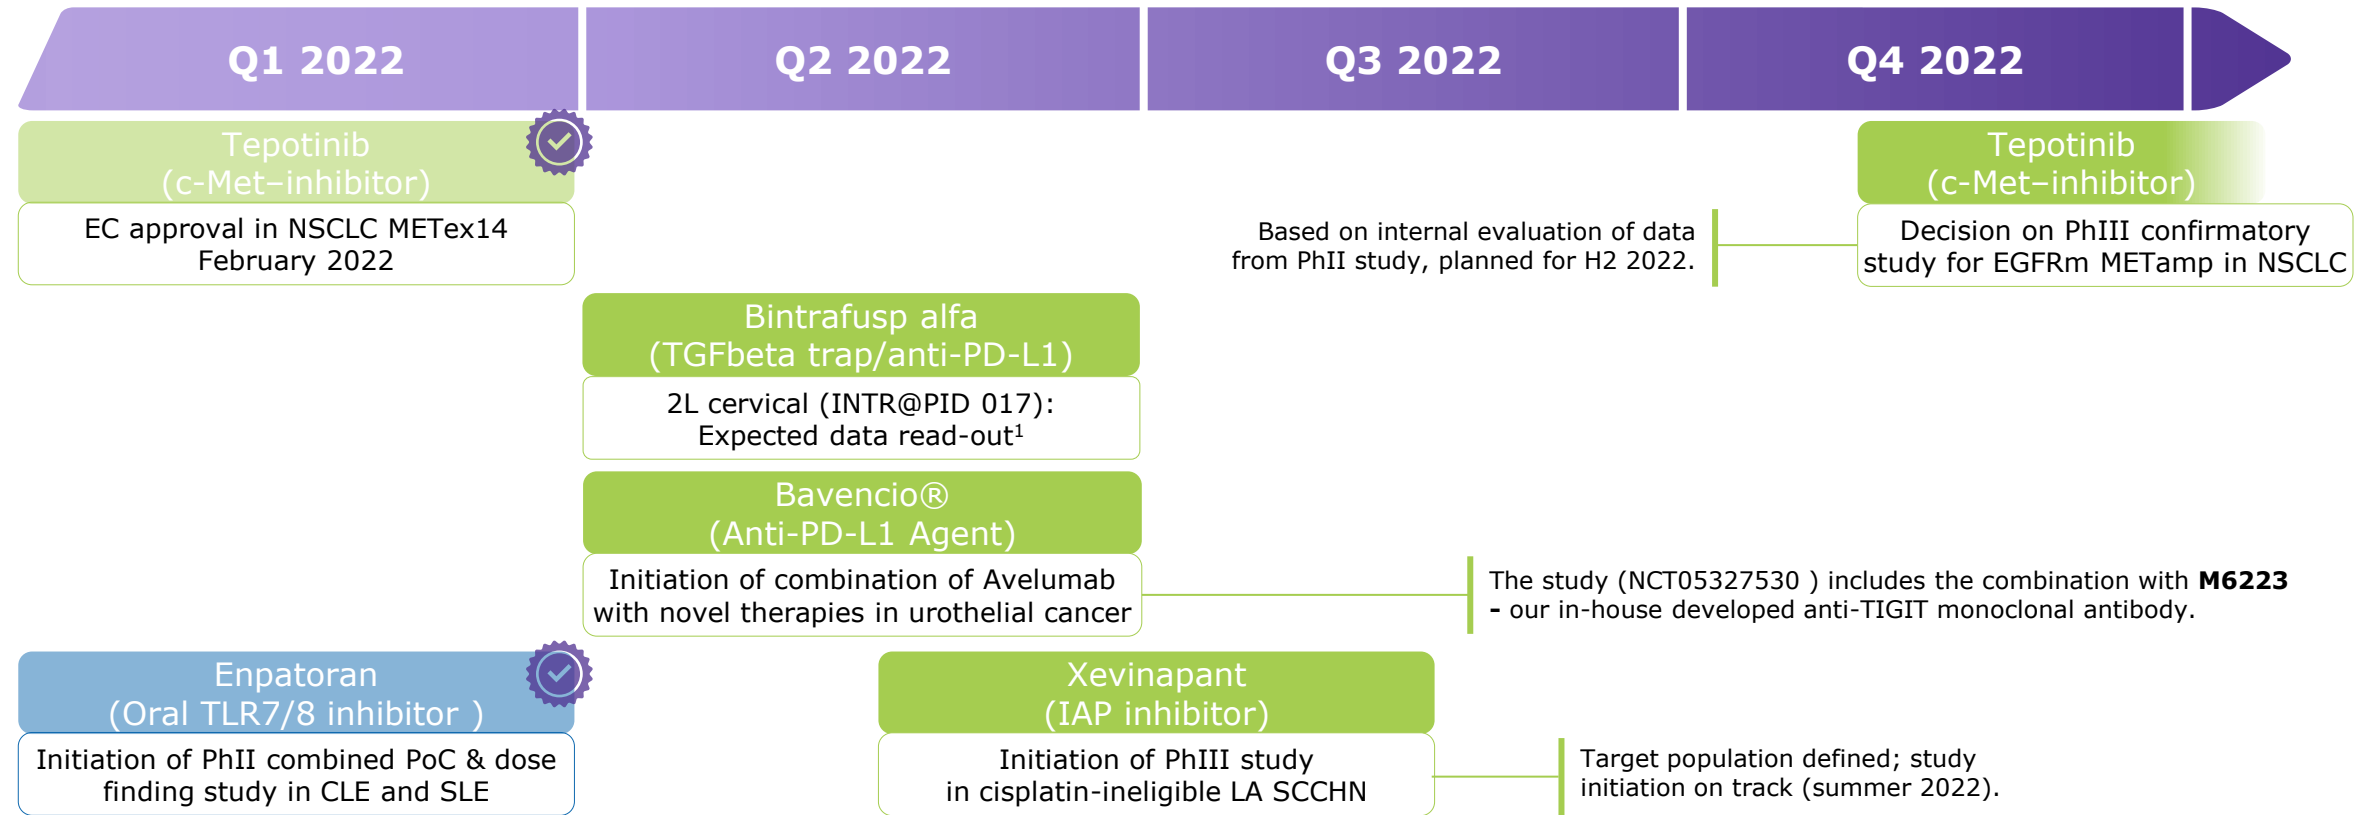 Q1 2022
Q2 2022
Q3 2022
Q4 2022
Tepotinib
(c-Met–inhibitor)
EC approval in NSCLC METex14
February 2022
Based on internal evaluation of data
from PhII study, planned for H2 2022.
Tepotinib
(c-Met–inhibitor)
Decision on PhIII confirmatory
study for EGFRm METamp in NSCLC
Bintrafusp alfa
(TGFbeta trap/anti-PD-L1)
2L cervical (INTR@PID 017):
Expected data read-out¹
Bavencio®
(Anti-PD-L1 Agent)
Initiation of combination of Avelumab
with novel therapies in urothelial cancer
The study (NCT05327530 ) includes the combination with M6223
- our in-house developed anti-TIGIT monoclonal antibody.
Enpatoran
(Oral TLR7/8 inhibitor )
Initiation of PhII combined PoC & dose
finding study in CLE and SLE
Xevinapant
(IAP inhibitor)
Initiation of PhIII study
in cisplatin-ineligible LA SCCHN
Target population defined; study
initiation on track (summer 2022).